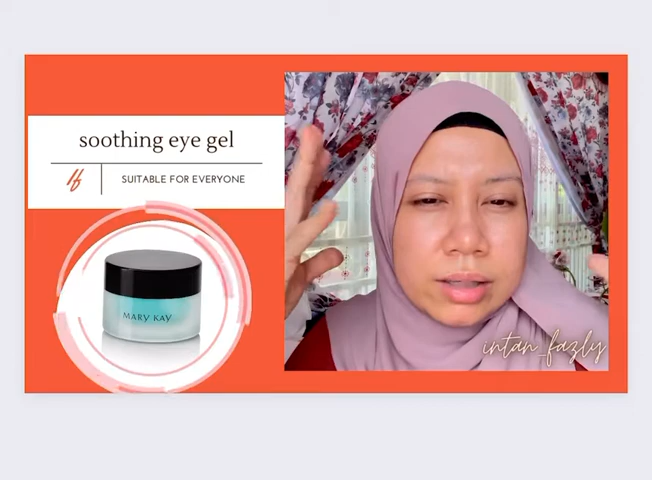 soothing eye gel
lf
SUITABLE FOR EVERYONE
MARY KAY
intan_fazly